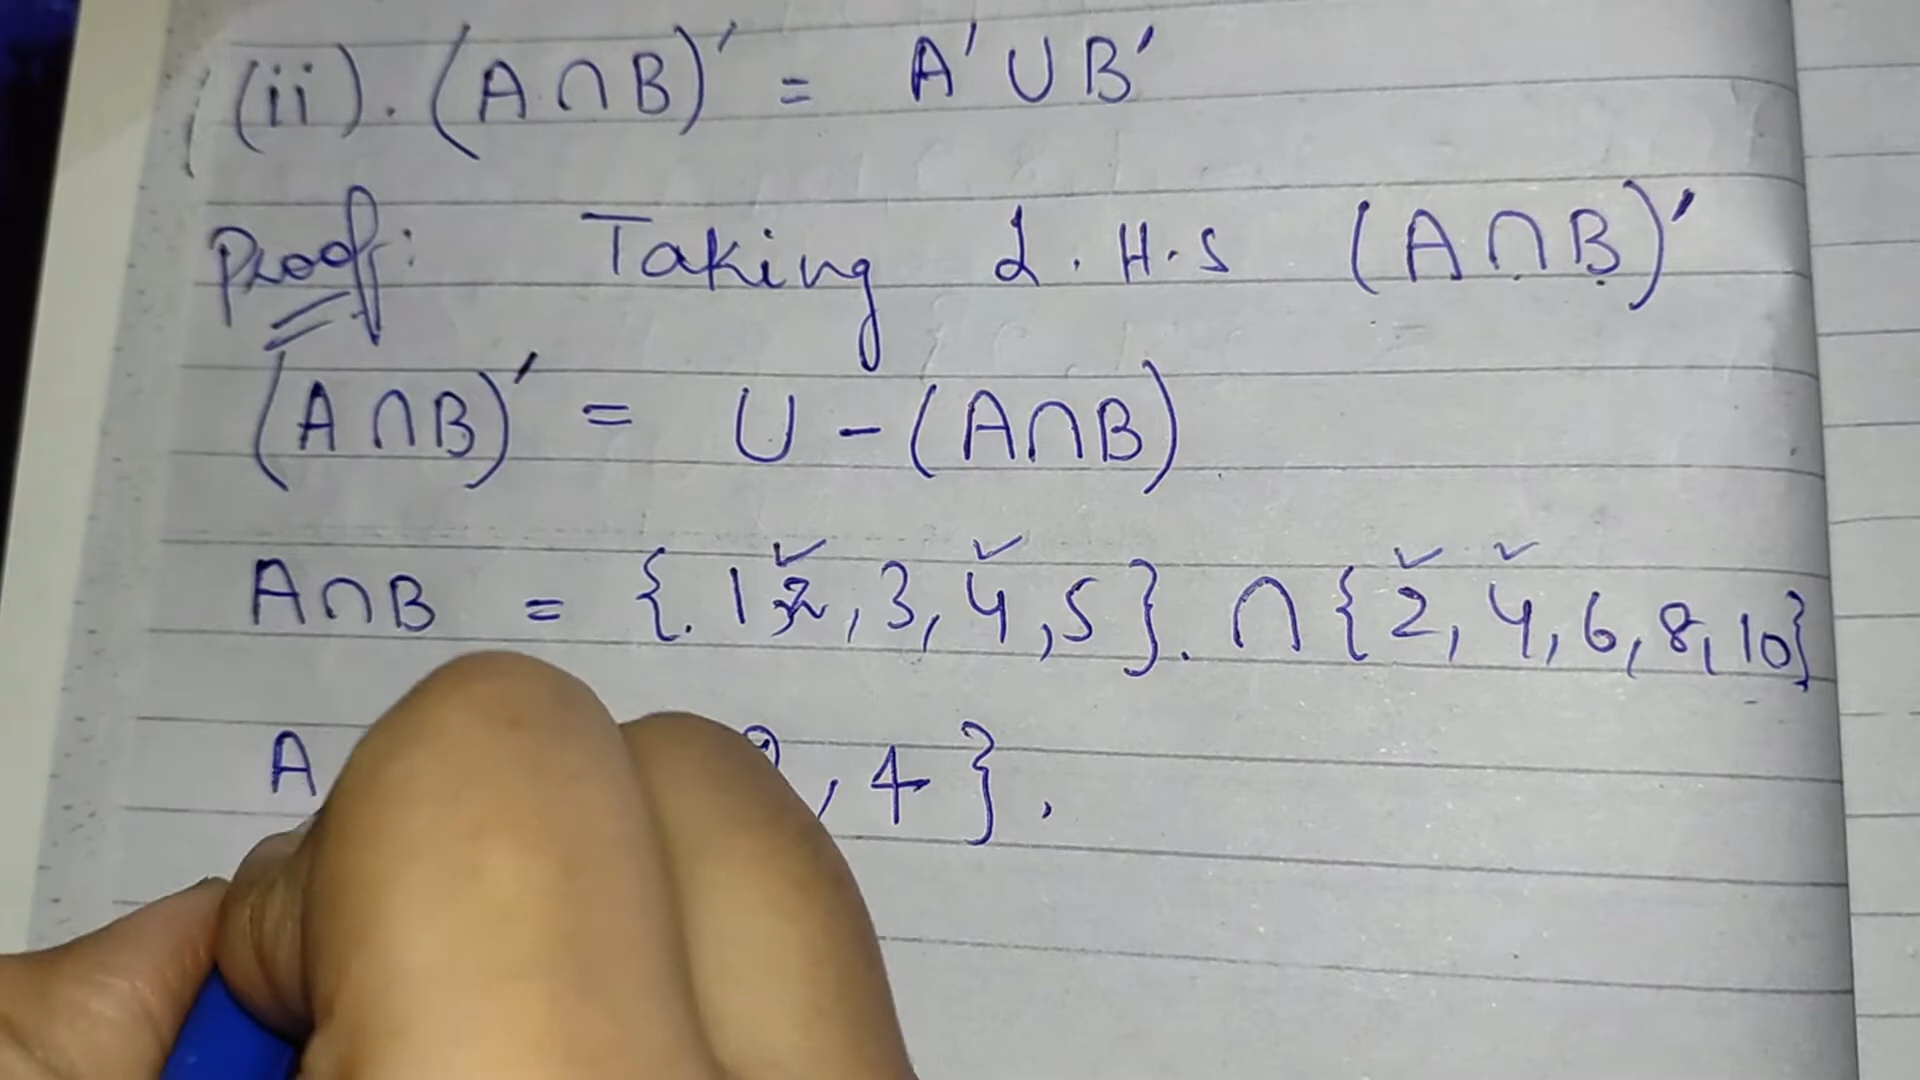 (ii). (A∩B)′ = A′∪B′
Proof: Taking L.H.S (A∩B)′
(A∩B)′ = U - (A∩B)
A∩B = {.1 2, 3, 4, 5}. ∩ {2, 4, 6, 8, 10}
A , 4}.